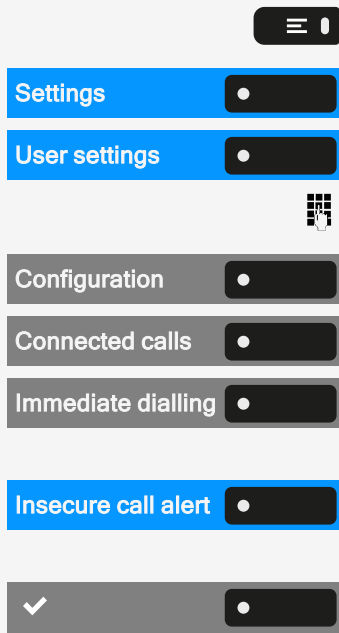 Settings
User settings
Configuration
Connected calls
Immediate dialling
Insecure call alert